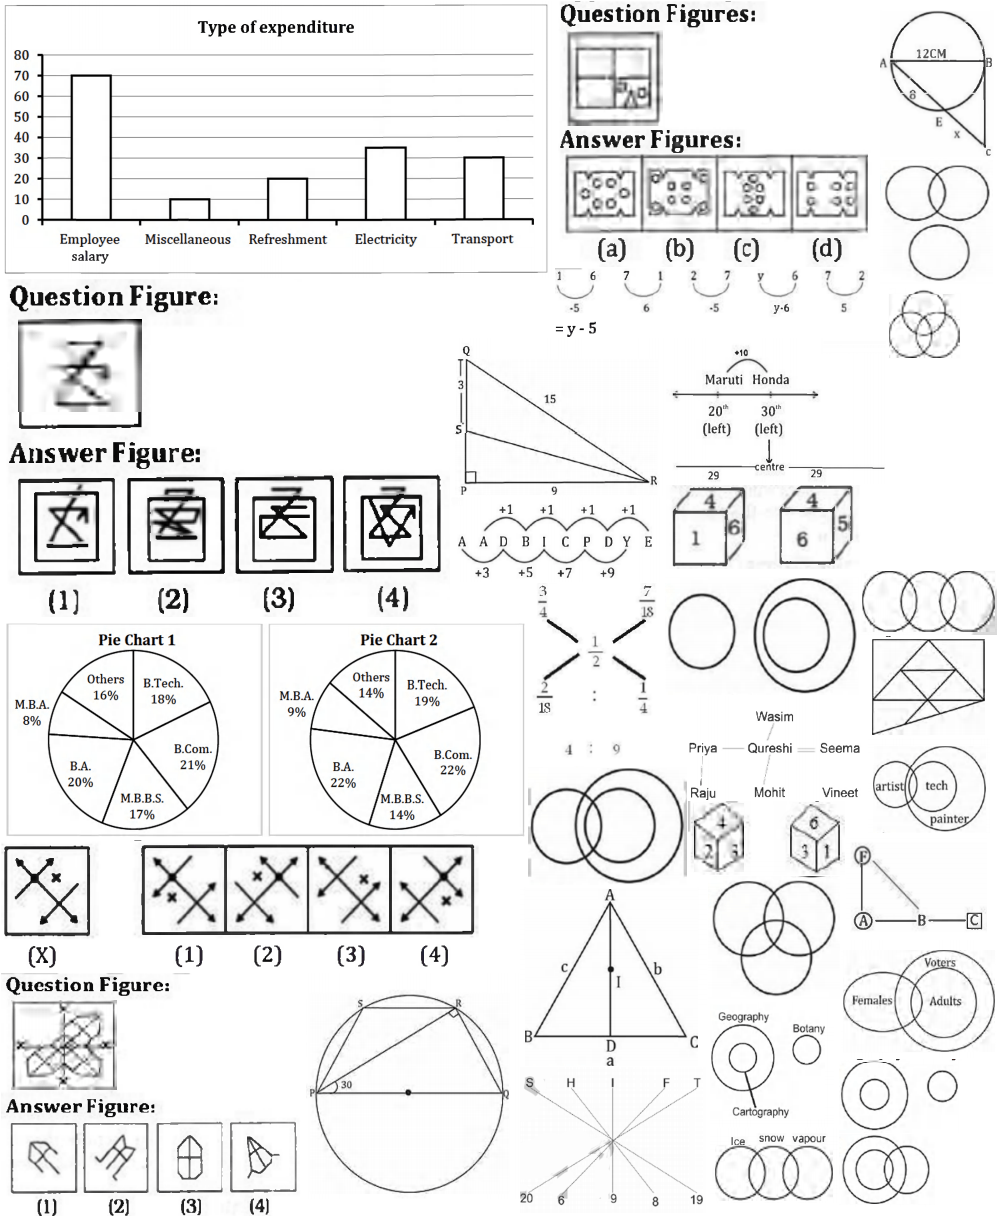 Type of expenditure
80
70
60
50
40
30
20
10
0
Employee salary
Miscellaneous
Refreshment
Electricity
Transport
Question Figures:
Answer Figures:
(a) (b) (c) (d)
12CM
A
B
8
E
x
c
1 6 7 1 2 7 y 6 7 2
-5 6 -5 y-6 5
= y - 5
Question Figure:
Answer Figure:
(1) (2) (3) (4)
Q
3
15
S
P
9
R
+10
Maruti Honda
20th 30th
(left) (left)
centre
29 29
4
1
6
4
6
5
+1 +1 +1 +1
A A D B I C P D Y E
+3 +5 +7 +9
3/4 7/18
1/2
2/18 : 1/4
4 : 9
Pie Chart 1
Others 16%
B.Tech. 18%
M.B.A. 8%
B.Com. 21%
B.A. 20%
M.B.B.S. 17%
Pie Chart 2
Others 14%
B.Tech. 19%
M.B.A. 9%
B.Com. 22%
B.A. 22%
M.B.B.S. 14%
Wasim
Priya Qureshi Seema
Raju Mohit Vineet
4
2 3
6
3 1
artist
tech
painter
F
A B C
(X) (1) (2) (3) (4)
A
c b
I
B D C
a
Voters
Females Adults
Question Figure:
x x
x x
Answer Figure:
(1) (2) (3) (4)
S R
P 30 Q
Geography
Botany
Cartography
S H I F T
20 6 9 8 19
Ice snow vapour